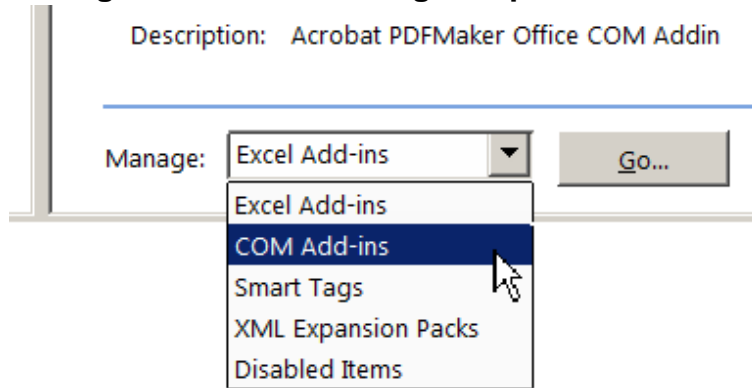 Description: Acrobat PDFMaker Office COM Addin
Manage: Excel Add-ins Go...
Excel Add-ins
COM Add-ins
Smart Tags
XML Expansion Packs
Disabled Items